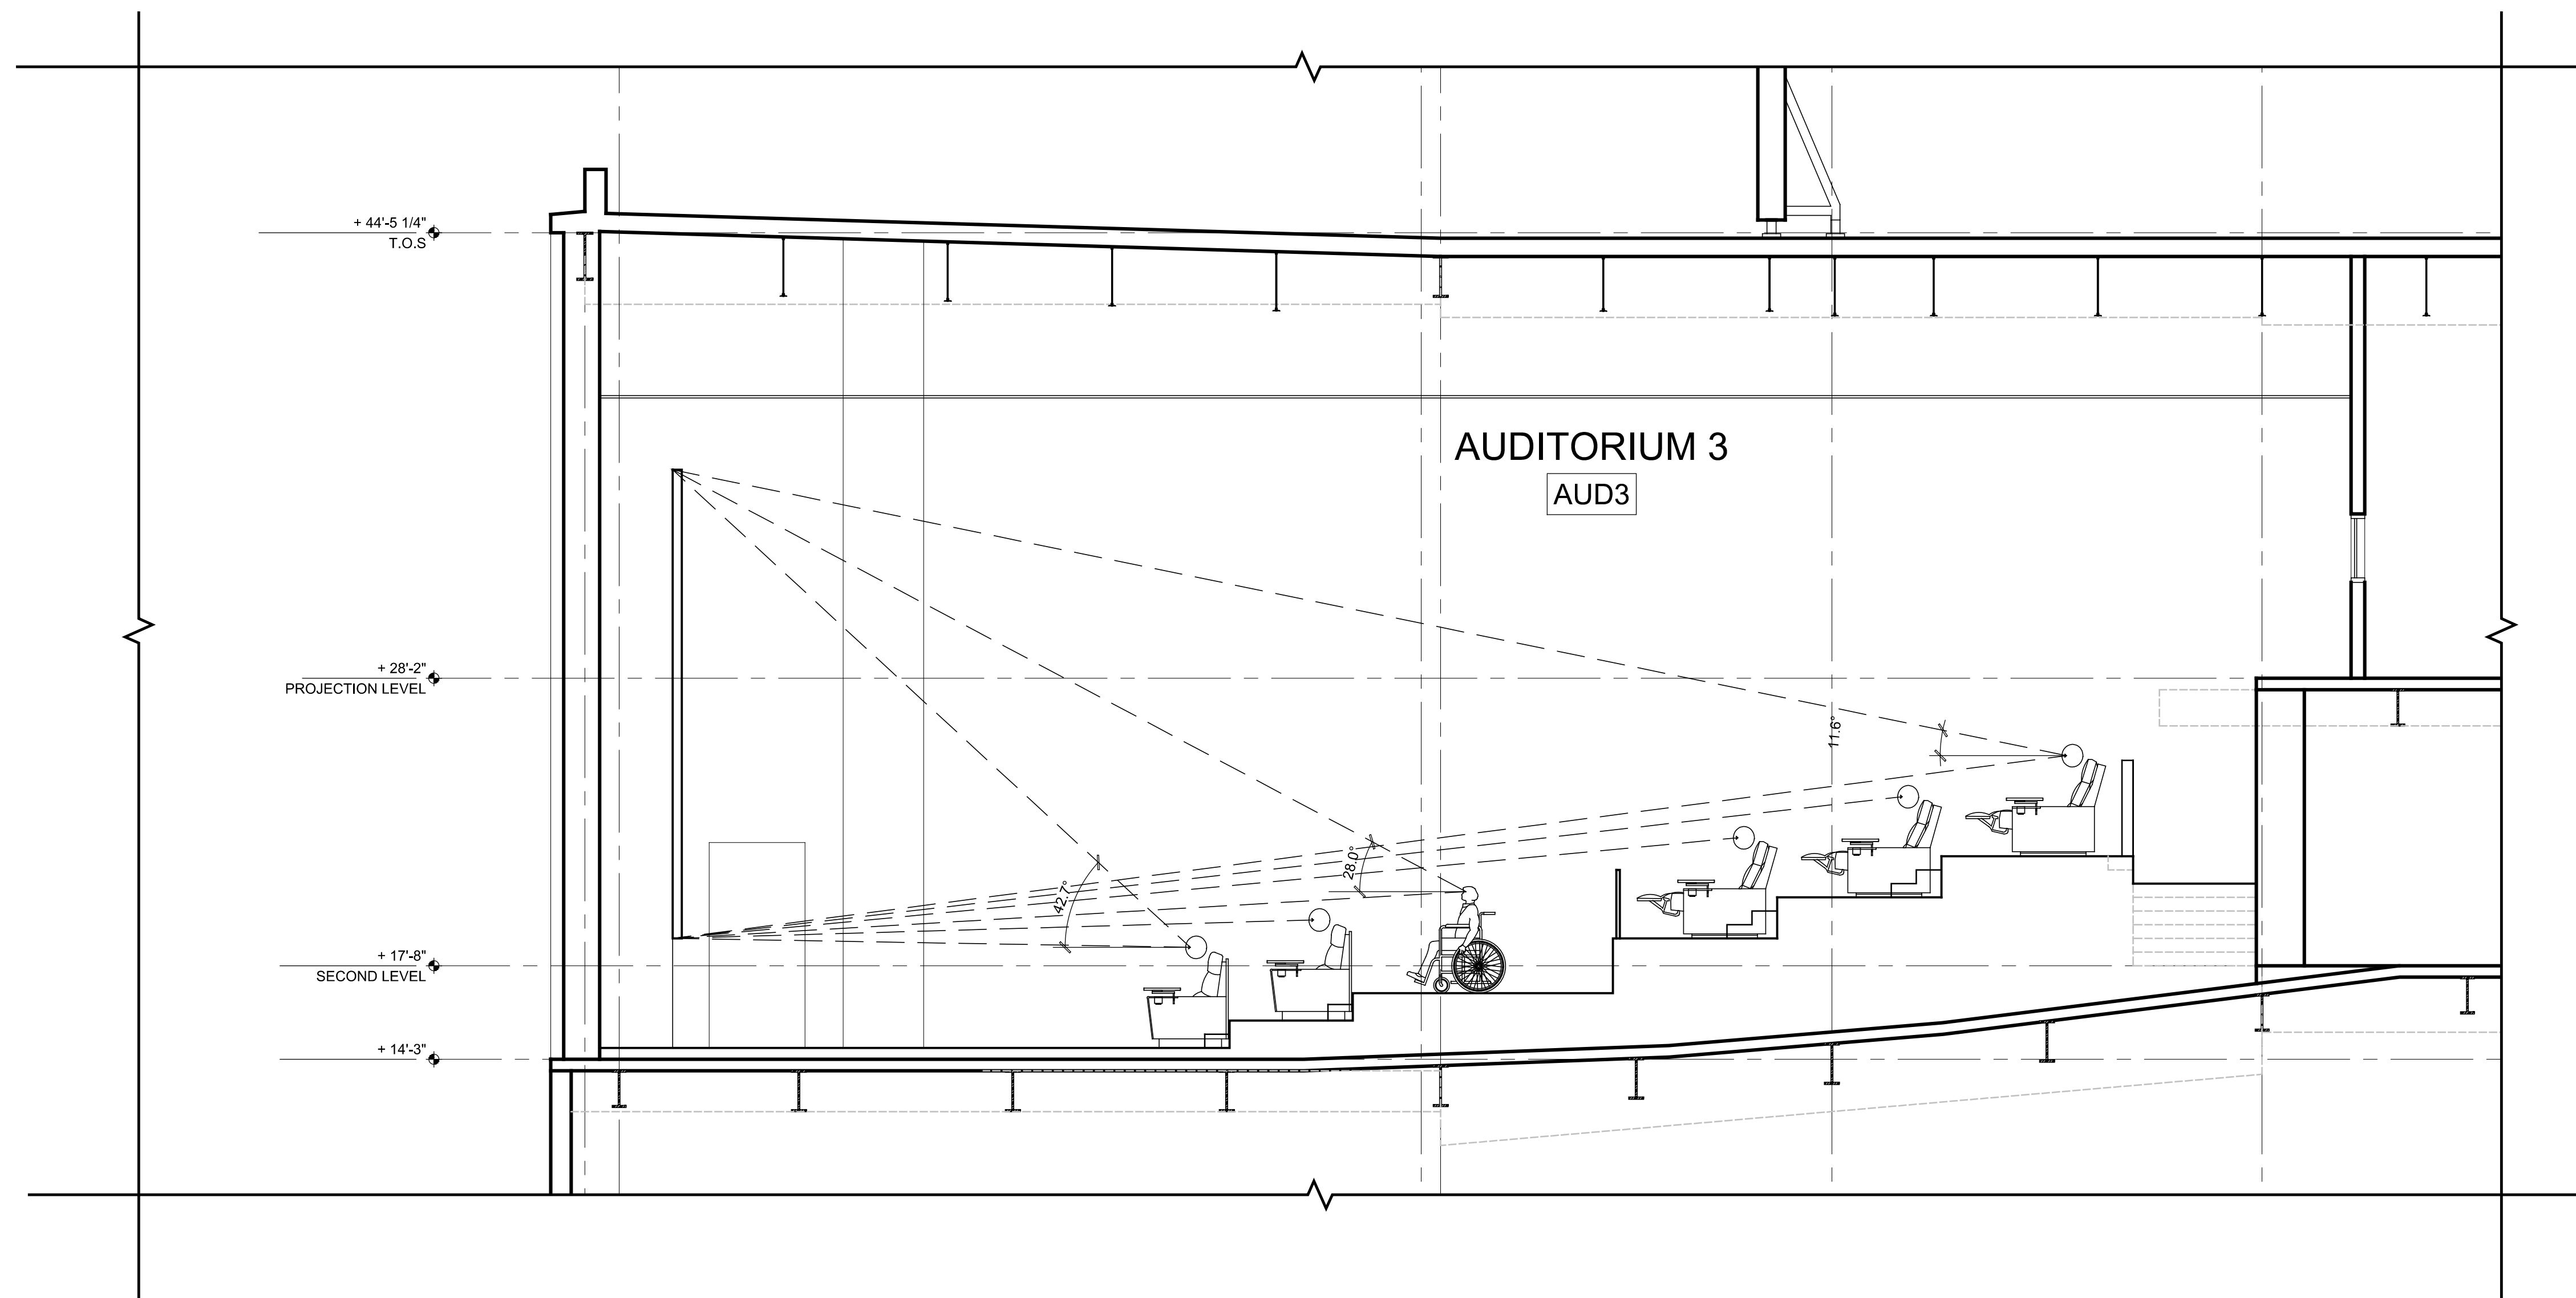 + 44'-5 1/4"
T.O.S
AUDITORIUM 3
AUD3
+ 28'-2"
PROJECTION LEVEL
11.6°
28.0°
42.7°
+ 17'-8"
SECOND LEVEL
+ 14'-3"